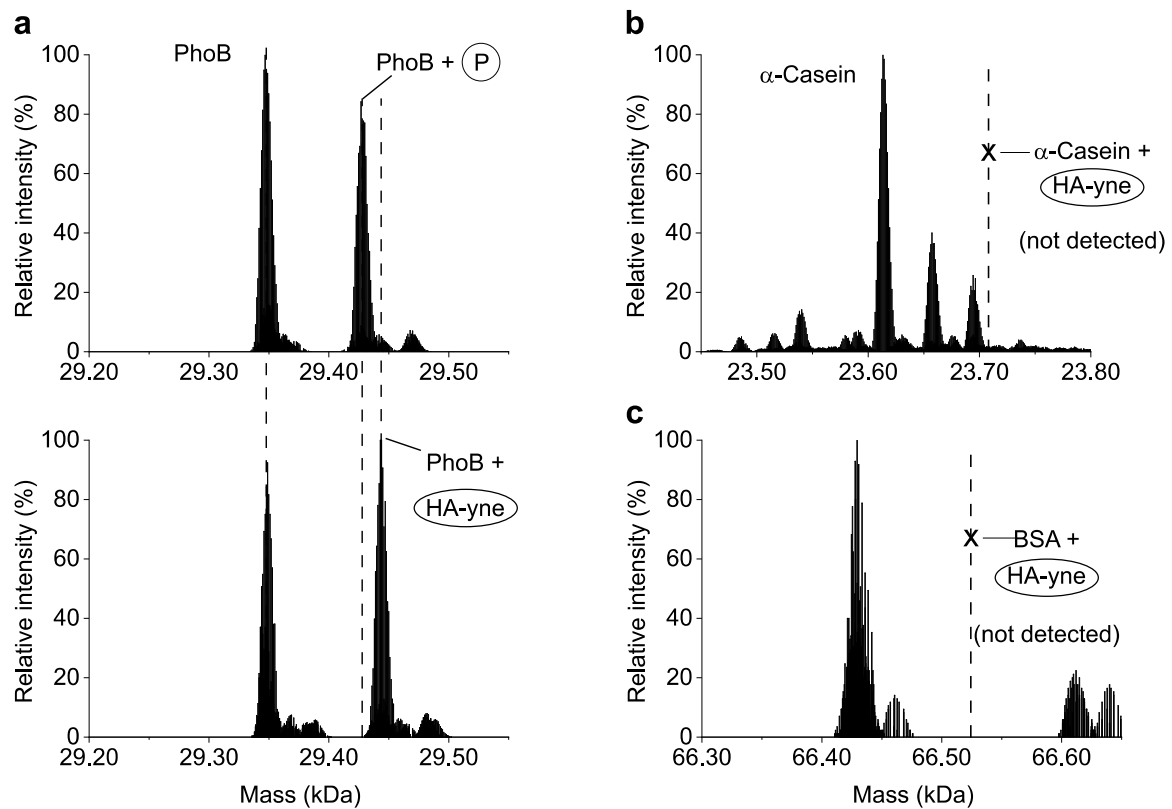 a
PhoB
PhoB + P
Relative intensity (%)
100
80
60
40
20
0
29.20 29.30 29.40 29.50
PhoB +
HA-yne
Relative intensity (%)
100
80
60
40
20
0
29.20 29.30 29.40 29.50
Mass (kDa)
b
α-Casein
X α-Casein +
HA-yne
(not detected)
Relative intensity (%)
100
80
60
40
20
0
23.50 23.60 23.70 23.80
c
X BSA +
HA-yne
(not detected)
Relative intensity (%)
100
80
60
40
20
0
66.30 66.40 66.50 66.60
Mass (kDa)